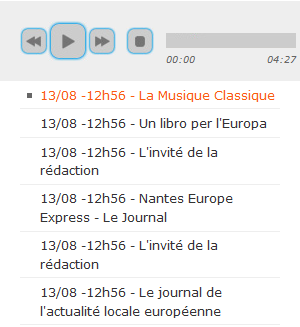 00:00 04:27
13/08 -12h56 - La Musique Classique
13/08 -12h56 - Un libro per l'Europa
13/08 -12h56 - L'invité de la
rédaction
13/08 -12h56 - Nantes Europe
Express - Le Journal
13/08 -12h56 - L'invité de la
rédaction
13/08 -12h56 - Le journal de
l'actualité locale européenne